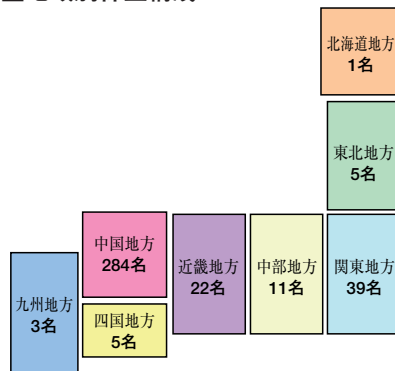 北海道地方
1名
東北地方
5名
中国地方
284名
近畿地方
22名
中部地方
11名
関東地方
39名
九州地方
3名
四国地方
5名